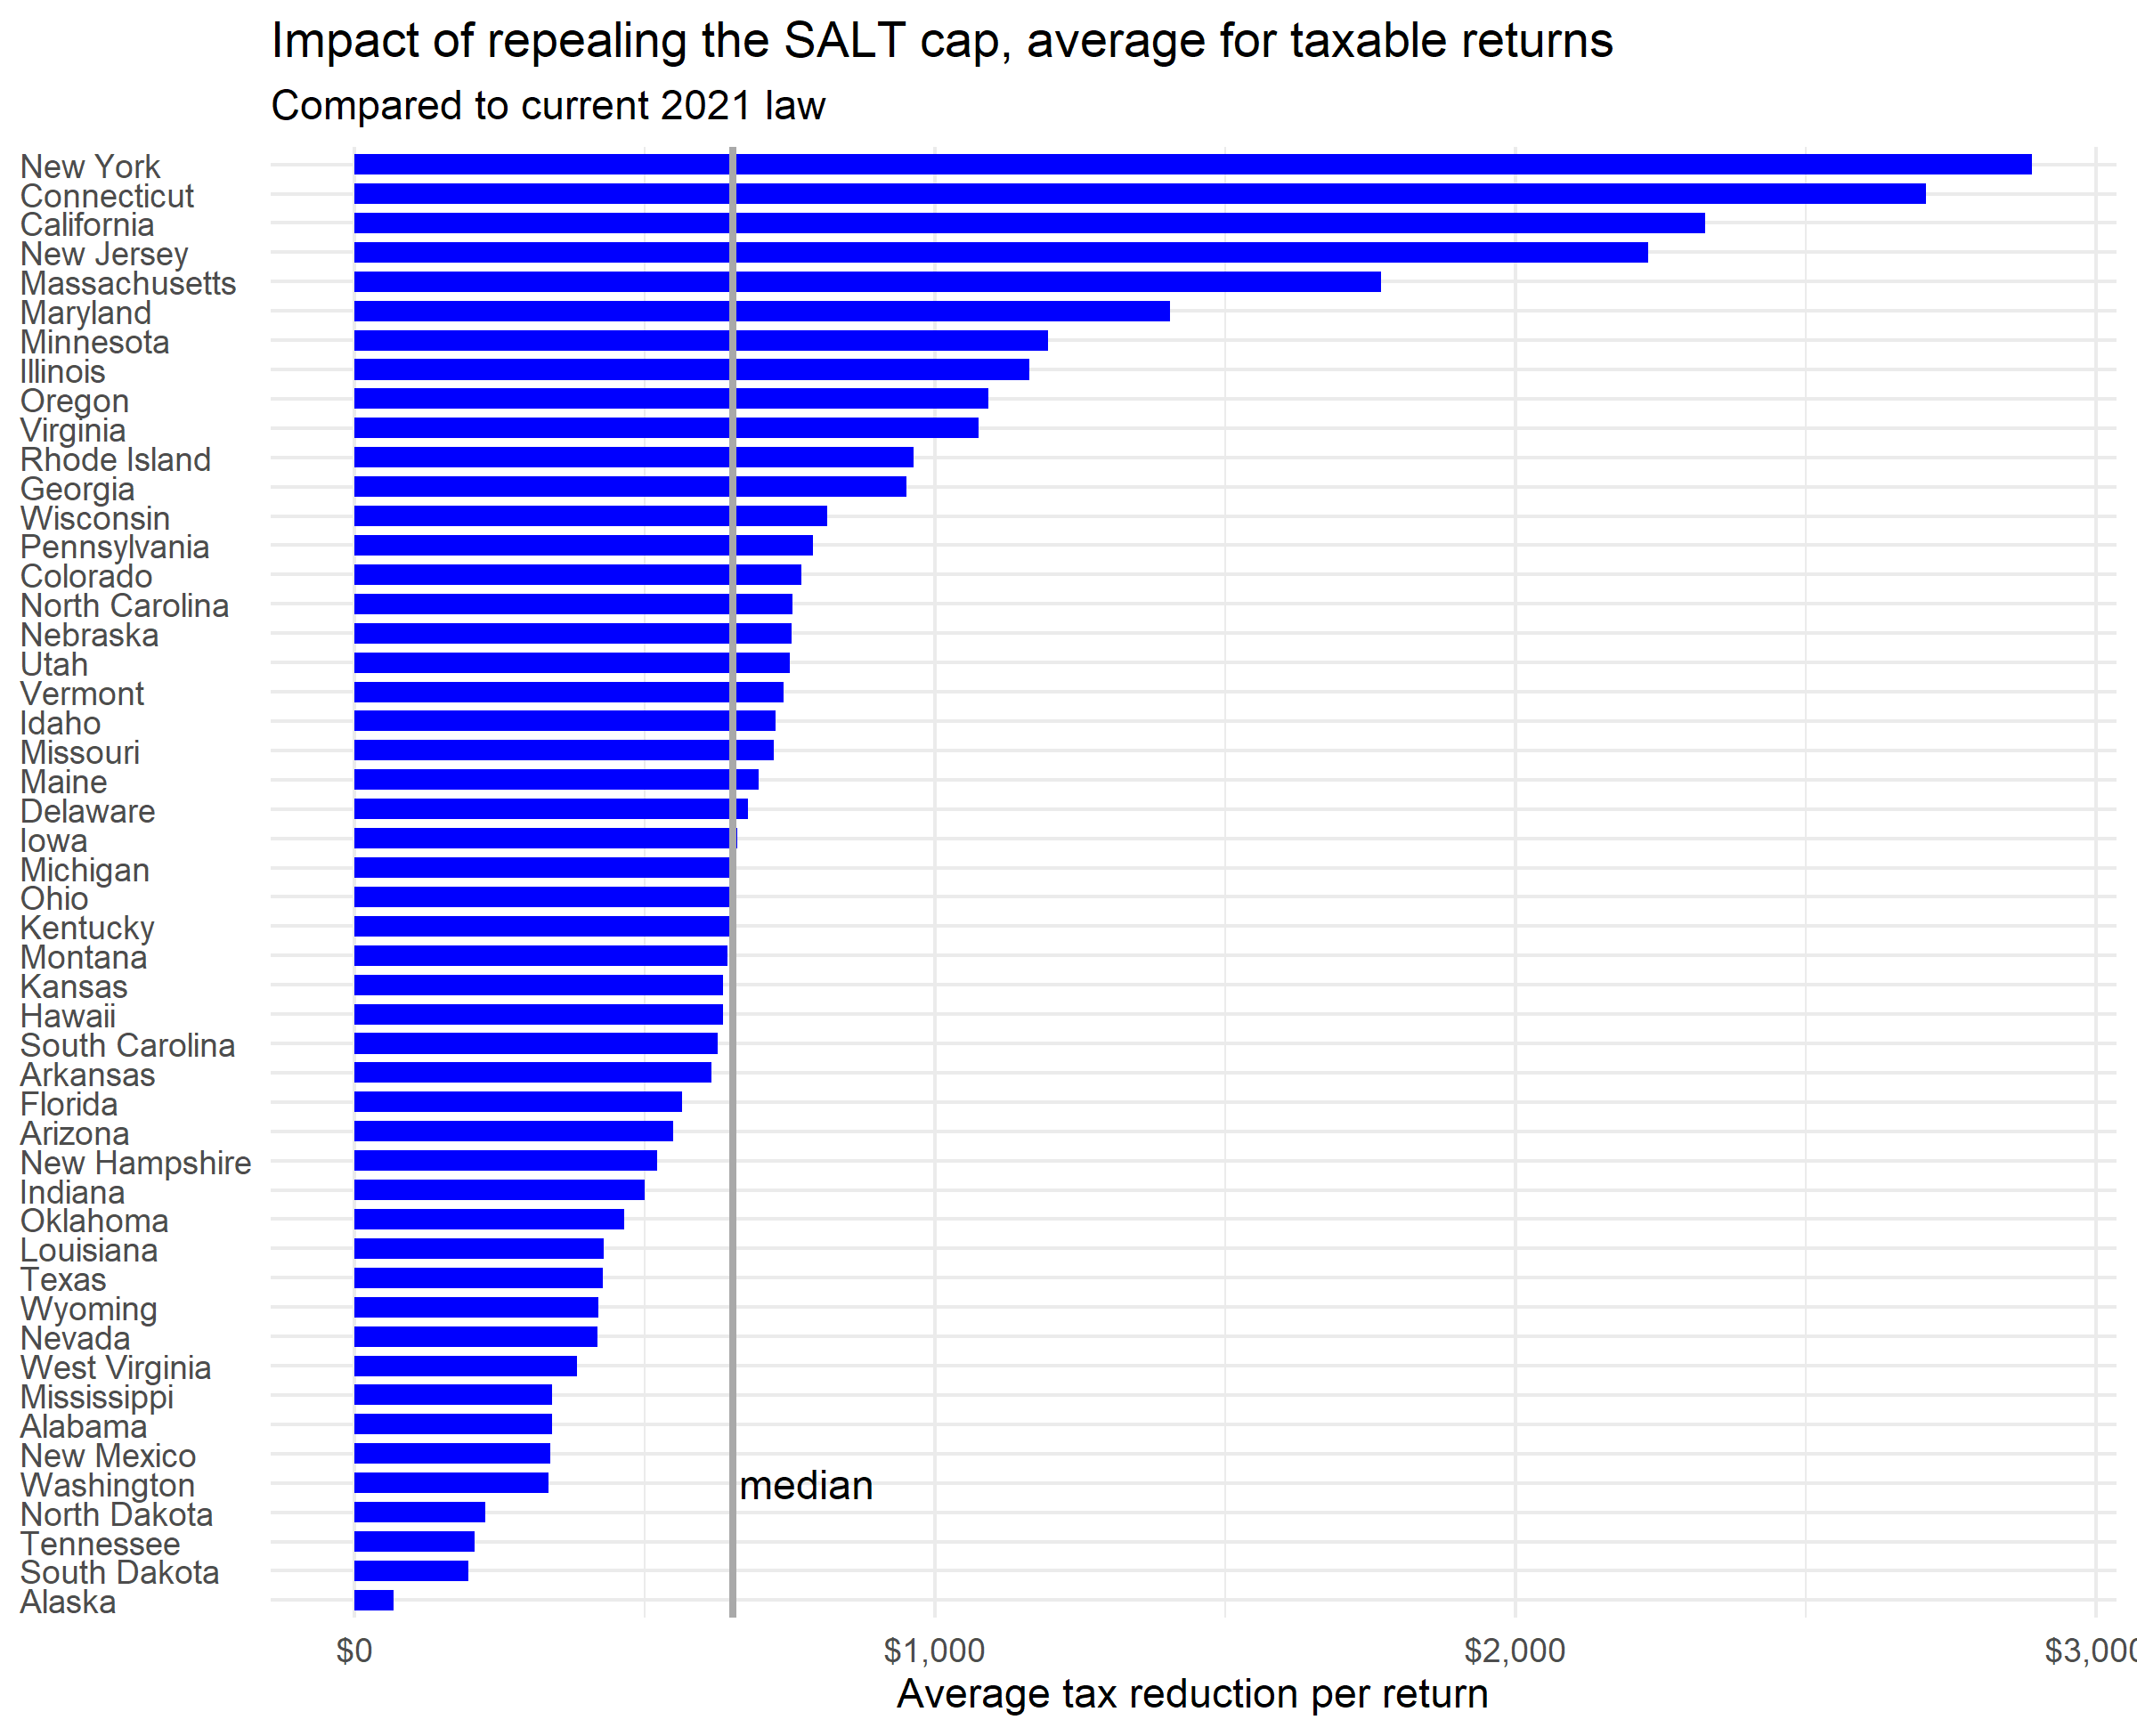 Impact of repealing the SALT cap, average for taxable returns
Compared to current 2021 law
New York
Connecticut
California
New Jersey
Massachusetts
Maryland
Minnesota
Illinois
Oregon
Virginia
Rhode Island
Georgia
Wisconsin
Pennsylvania
Colorado
North Carolina
Nebraska
Utah
Vermont
Idaho
Missouri
Maine
Delaware
Iowa
Michigan
Ohio
Kentucky
Montana
Kansas
Hawaii
South Carolina
Arkansas
Florida
Arizona
New Hampshire
Indiana
Oklahoma
Louisiana
Texas
Wyoming
Nevada
West Virginia
Mississippi
Alabama
New Mexico
Washington
median
North Dakota
Tennessee
South Dakota
Alaska
$0 $1,000 $2,000 $3,000
Average tax reduction per return